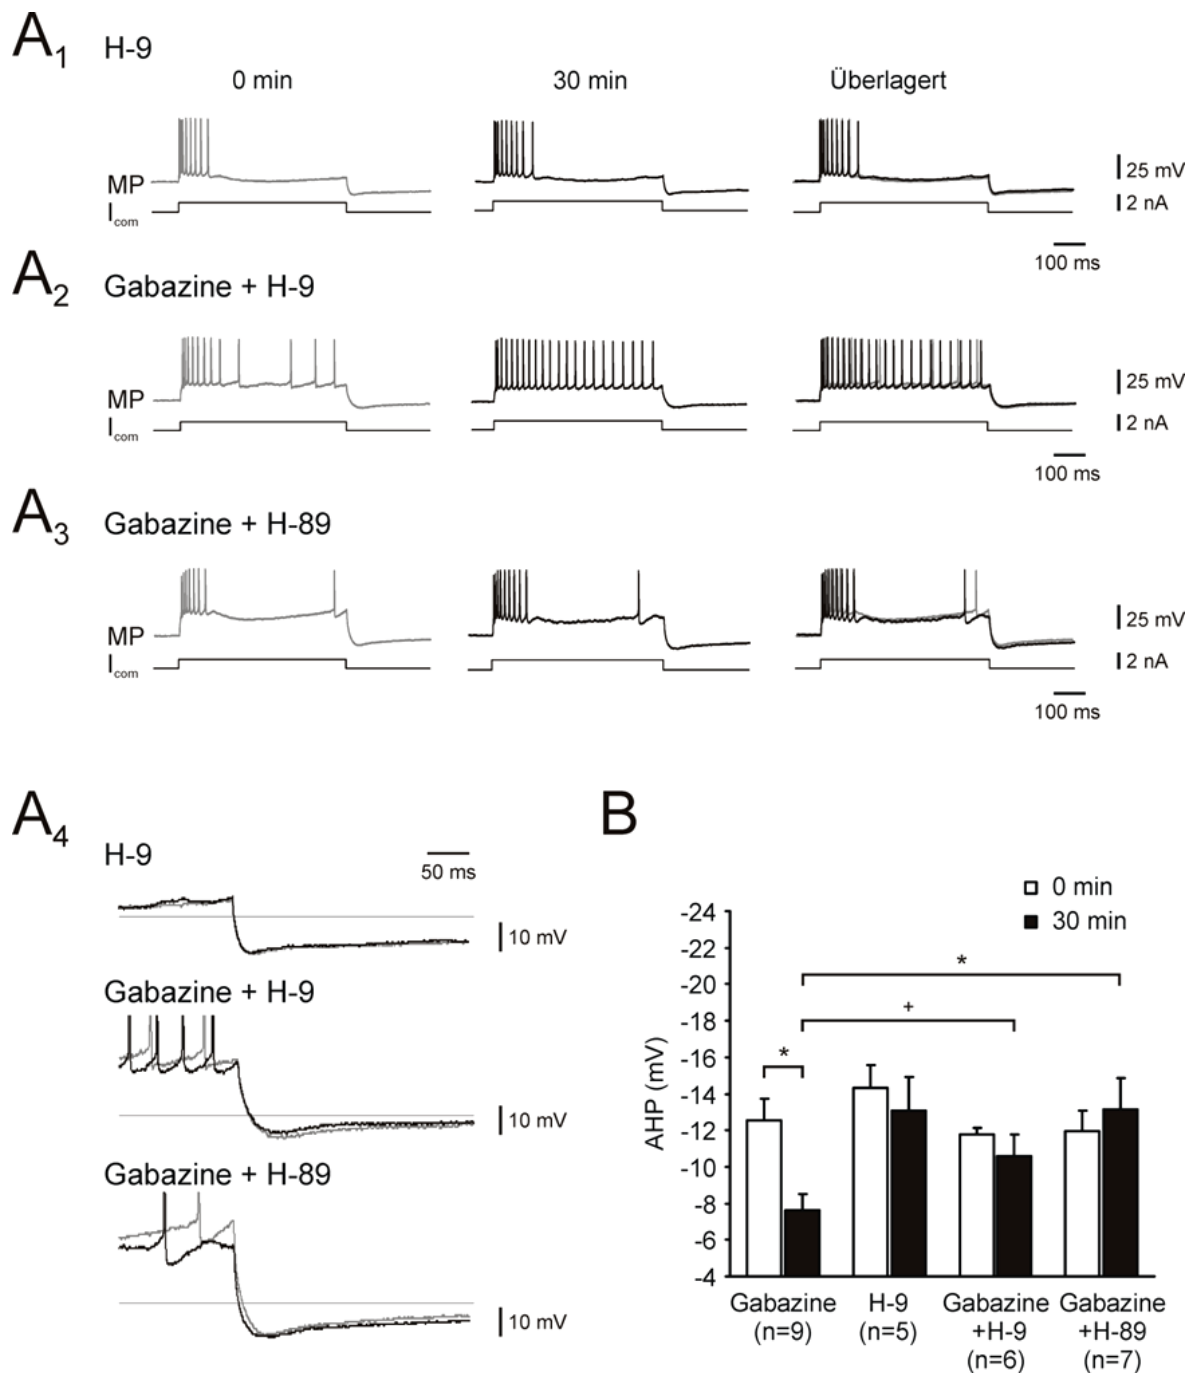 A1 H-9
0 min 30 min Überlagert
MP
Icom
25 mV
2 nA
100 ms
A2 Gabazine + H-9
MP
Icom
25 mV
2 nA
100 ms
A3 Gabazine + H-89
MP
Icom
25 mV
2 nA
100 ms
A4
H-9
50 ms
10 mV
Gabazine + H-9
10 mV
Gabazine + H-89
10 mV
B
0 min
30 min
AHP (mV)
-24
-22
-20
-18
-16
-14
-12
-10
-8
-6
-4
*
+
*
Gabazine
(n=9)
H-9
(n=5)
Gabazine
+H-9
(n=6)
Gabazine
+H-89
(n=7)